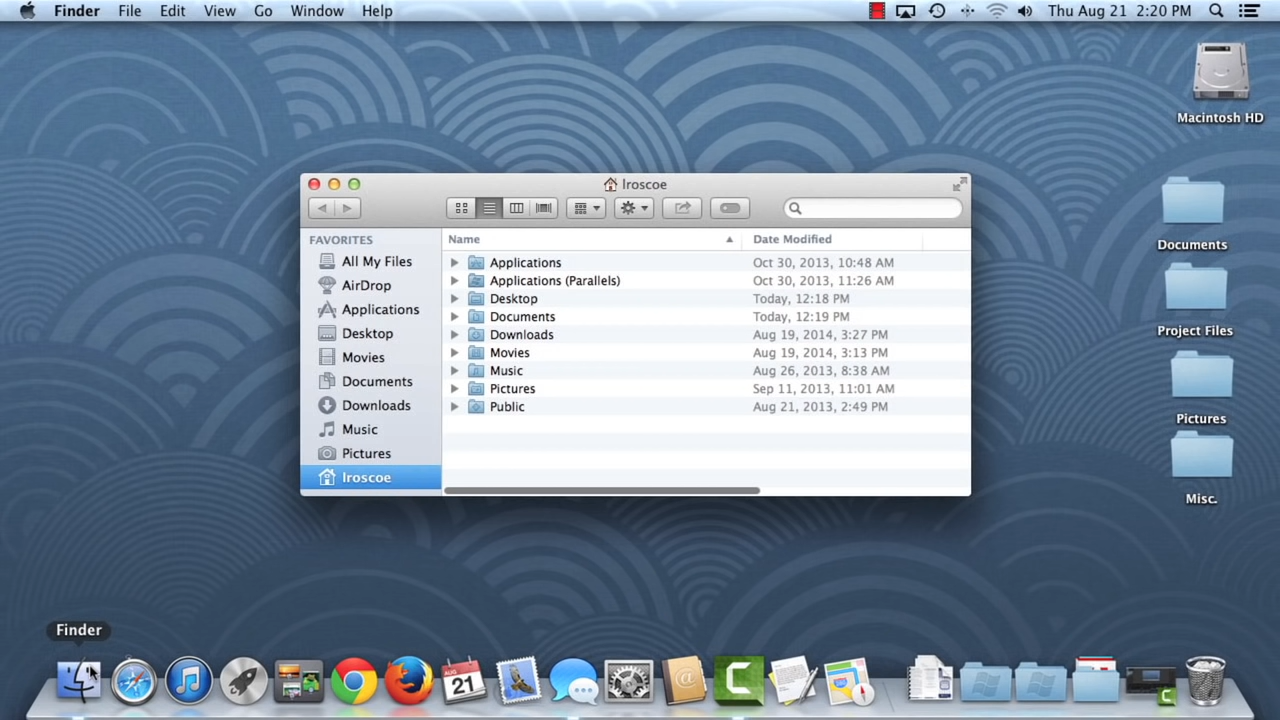 Finder File Edit View Go Window Help Thu Aug 21 2:20 PM
Macintosh HD
Iroscoe
FAVORITES Name Date Modified
All My Files
AirDrop
Applications
Desktop
Movies
Documents
Downloads
Music
Pictures
Iroscoe
Applications Oct 30, 2013, 10:48 AM
Applications (Parallels) Oct 30, 2013, 11:26 AM
Desktop Today, 12:18 PM
Documents Today, 12:19 PM
Downloads Aug 19, 2014, 3:27 PM
Movies Aug 19, 2014, 3:13 PM
Music Aug 26, 2013, 8:38 AM
Pictures Sep 11, 2013, 11:01 AM
Public Aug 21, 2013, 2:49 PM
Documents
Project Files
Pictures
Misc.
Finder
AUG
21